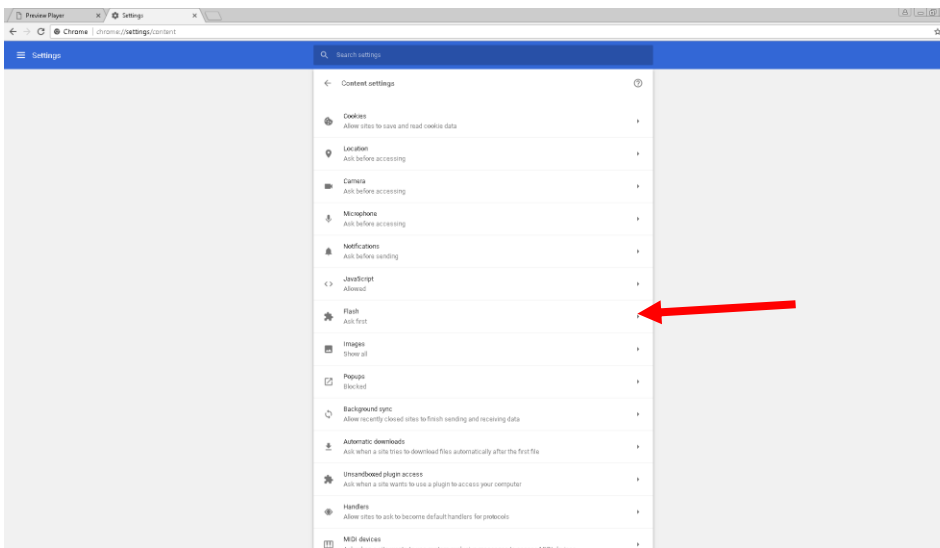 Preview Player
Settings
Chrome | chrome://settings/content
Settings
Search settings
Content settings
Cookies
Allow sites to save and read cookie data
Location
Ask before accessing
Camera
Ask before accessing
Microphone
Ask before accessing
Notifications
Ask before sending
JavaScript
Allowed
Flash
Ask first
Images
Show all
Popups
Blocked
Background sync
Allow recently closed sites to finish sending and receiving data
Automatic downloads
Ask when a site tries to download files automatically after the first file
Unsandboxed plugin access
Ask when a site wants to use a plugin to access your computer
Handlers
Allow sites to ask to become default handlers for protocols
MIDI devices